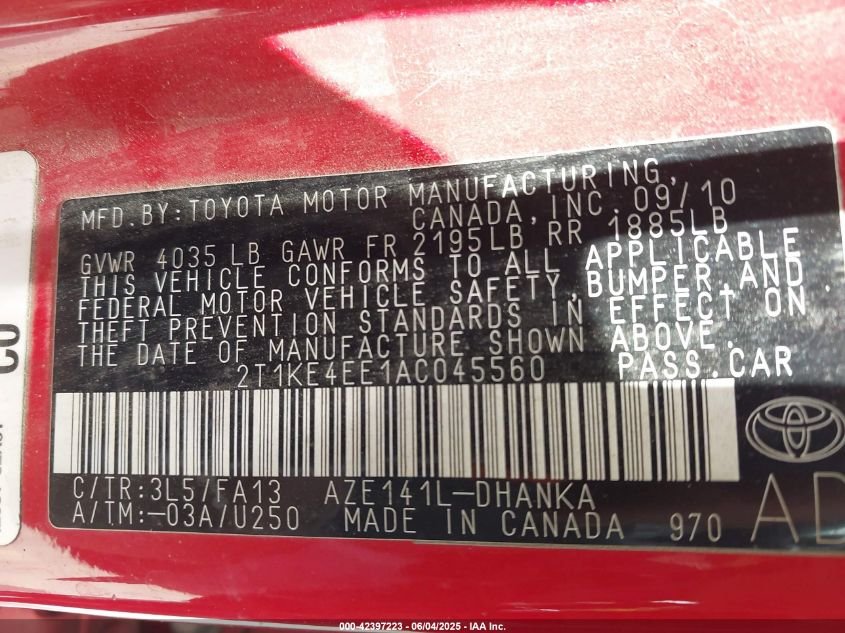 MFD. BY: TOYOTA MOTOR MANUFACTURING,
CANADA, INC. 09/10
GVWR 4035 LB GAWR FR 2195LB RR 1885LB
THIS VEHICLE CONFORMS TO ALL APPLICABLE
FEDERAL MOTOR VEHICLE SAFETY, BUMPER, AND
THEFT PREVENTION STANDARDS IN EFFECT ON
THE DATE OF MANUFACTURE SHOWN ABOVE.
2T1KE4EE1AC045560 PASS. CAR
C/TR: 3L5/FA13 AZE141L-DHANKA
A/TM: -03A/U250 MADE IN CANADA 970
AD
CO
000-42397223 | 06/04/2025 | IAA Inc.